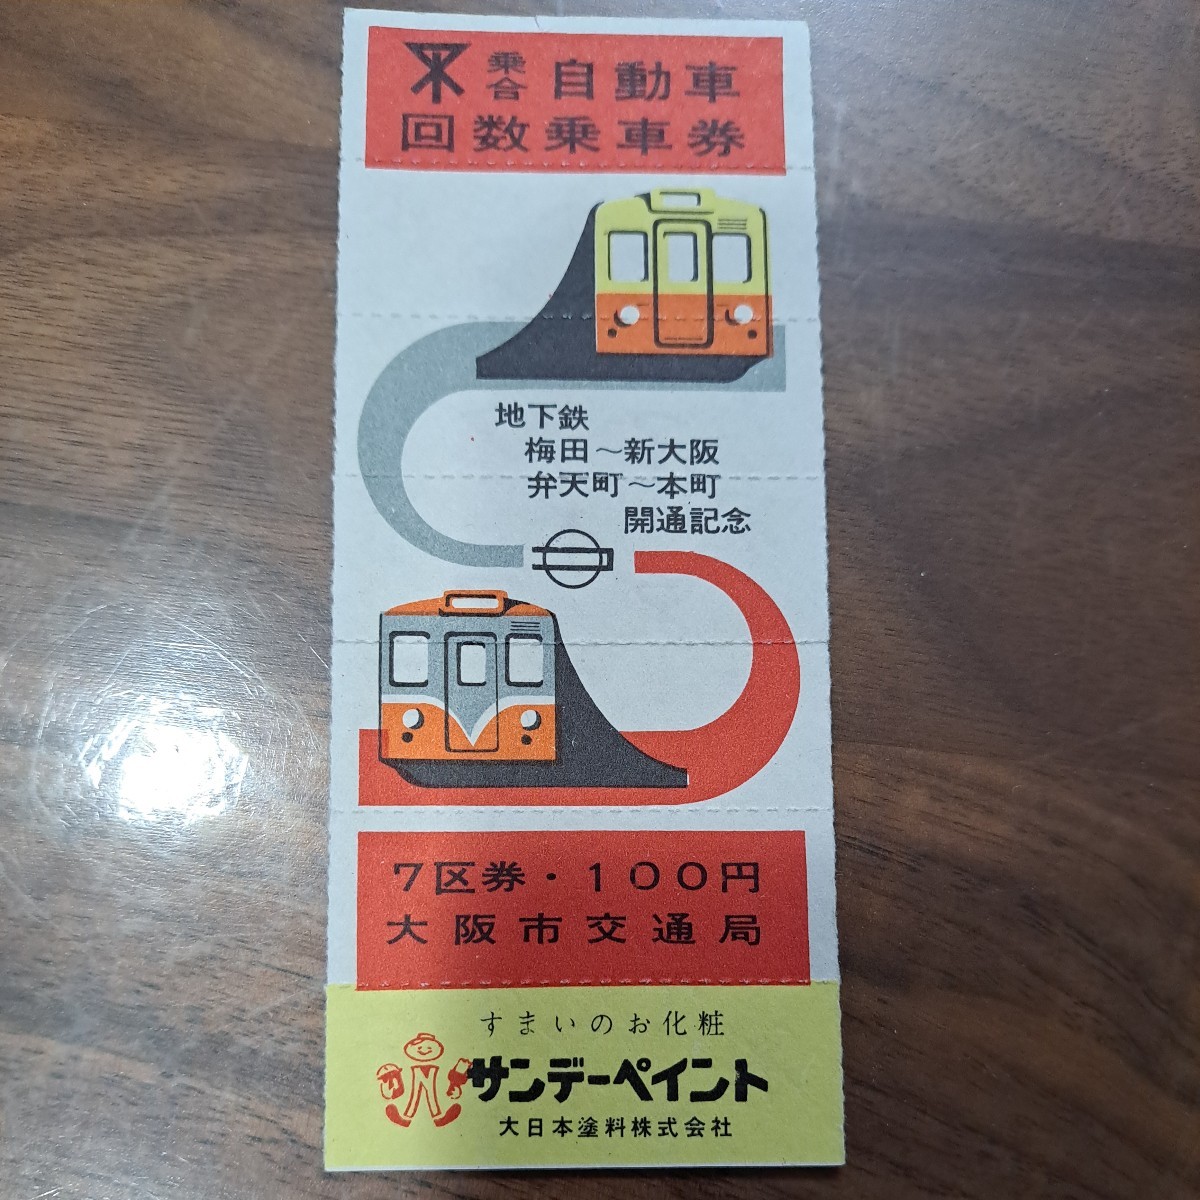 乗合 自動車
回数乗車券
地下鉄
梅田～新大阪
弁天町～本町
開通記念
7区券・100円
大阪市交通局
すまいのお化粧
サンデーペイント
大日本塗料株式会社